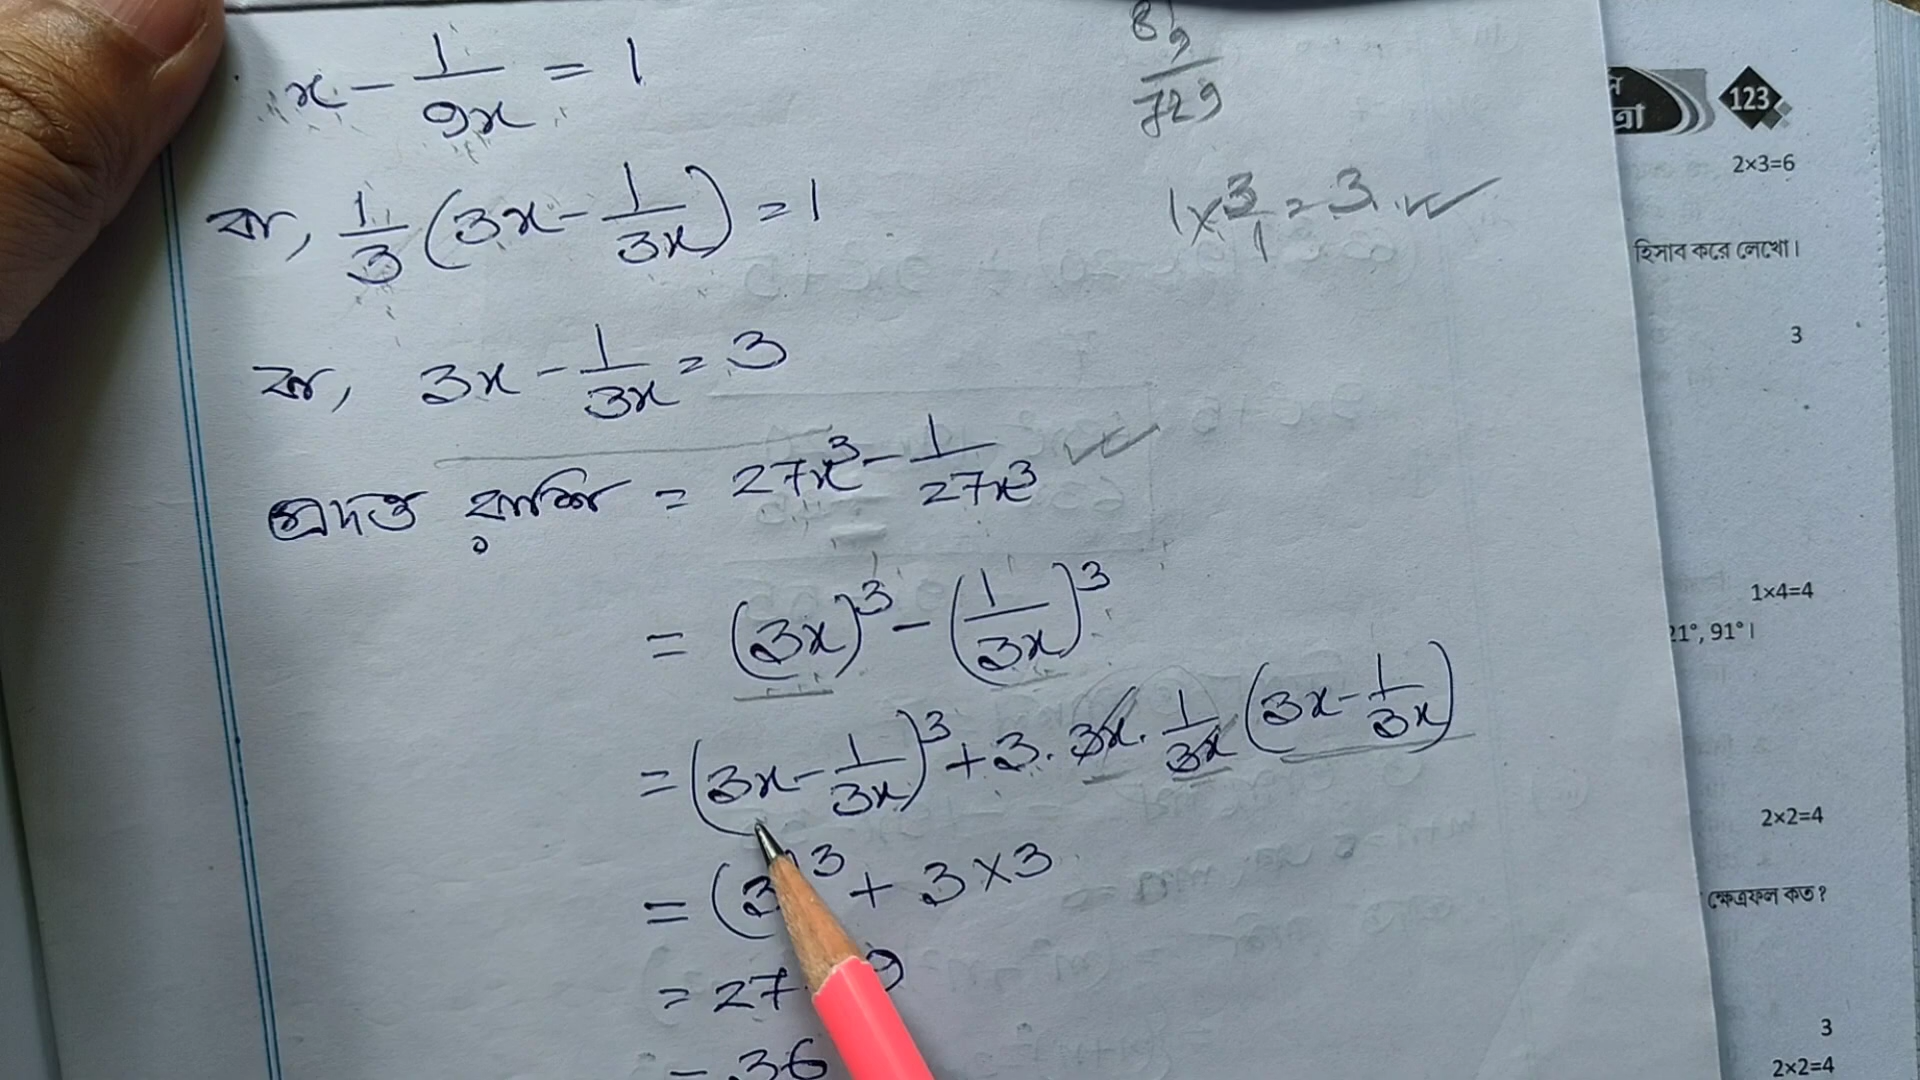 x - 1/9x = 1
বা, 1/3 (3x - 1/3x) = 1
বা, 3x - 1/3x = 3
প্রদত্ত রাশি = 27x³ - 1/27x³
= (3x)³ - (1/3x)³
= (3x - 1/3x)³ + 3. 3x. 1/3x (3x - 1/3x)
= (3)³ + 3×3
= 27 9
= 36
729
1×3/1=3
123
2×3=6
হিসাব করে লেখো।
3
1×4=4
21°, 91°।
2×2=4
ক্ষেত্রফল কত?
3
2×2=4